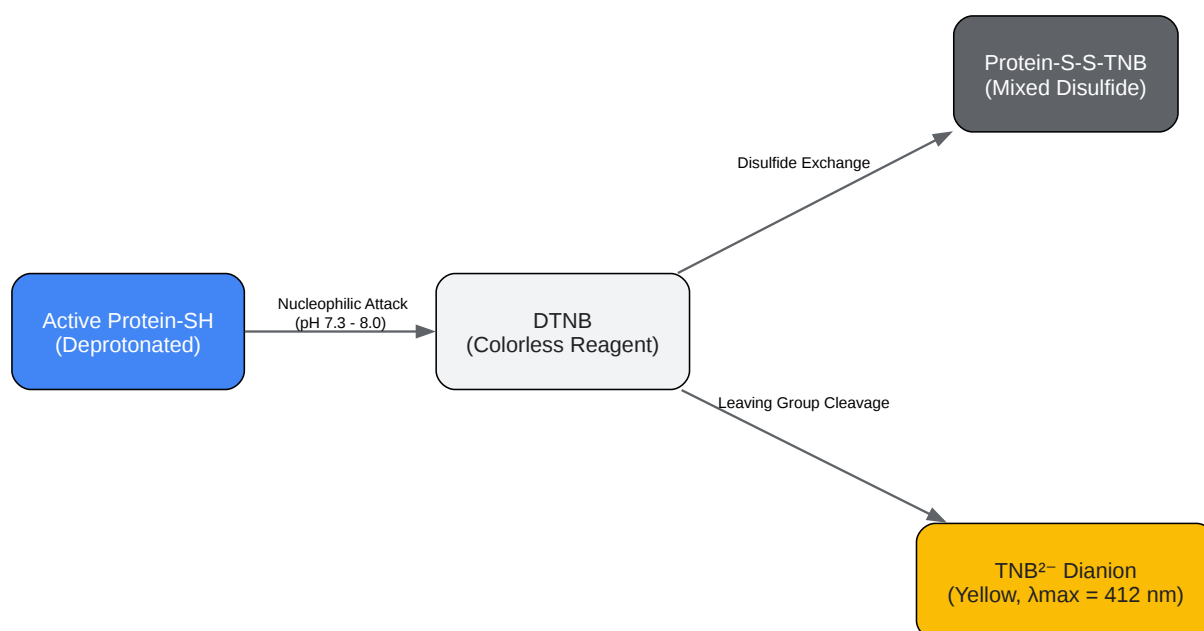 Protein-S-S-TNB
(Mixed Disulfide)
Disulfide Exchange
Active Protein-SH
(Deprotonated)
Nucleophilic Attack
(pH 7.3 - 8.0)
DTNB
(Colorless Reagent)
Leaving Group Cleavage
TNB²⁻ Dianion
(Yellow, λmax = 412 nm)